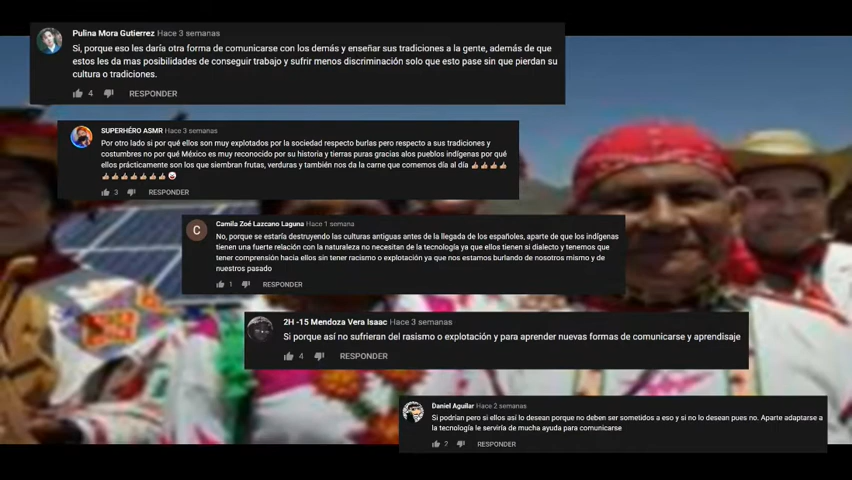 Pulina Mora Gutierrez Hace 3 semanas
Si, porque eso les daría otra forma de comunicarse con los demás y enseñar sus tradiciones a la gente, además de que
estos les da mas posibilidades de conseguir trabajo y sufrir menos discriminación solo que esto pase sin que pierdan su
cultura o tradiciones.
4 RESPONDER
SUPERHÉRO ASMR Hace 3 semanas
Por otro lado si por qué ellos son muy explotados por la sociedad respecto burlas pero respecto a sus tradiciones y
costumbres no por qué México es muy reconocido por su historia y tierras puras gracias alos pueblos indígenas por qué
ellos prácticamente son los que siembran frutas, verduras y también nos da la carne que comemos día al día 👍🏼👍🏼👍🏼👍🏼
👍🏼👍🏼👍🏼👍🏼👍🏼👍🏼👍🏼🤡
3 RESPONDER
C
Camila Zoé Lazcano Laguna Hace 1 semana
No, porque se estaría destruyendo las culturas antiguas antes de la llegada de los españoles, aparte de que los indígenas
tienen una fuerte relación con la naturaleza no necesitan de la tecnología ya que ellos tienen si dialecto y tenemos que
tener comprensión hacia ellos sin tener racismo o explotación ya que nos estamos burlando de nosotros mismo y de
nuestros pasado
1 RESPONDER
2H -15 Mendoza Vera Isaac Hace 3 semanas
Si porque así no sufrieran del rasismo o explotación y para aprender nuevas formas de comunicarse y aprendisaje
4 RESPONDER
Daniel Aguilar Hace 2 semanas
Si podrían pero si ellos así lo desean porque no deben ser sometidos a eso y si no lo desean pues no. Aparte adaptarse a
la tecnología le serviría de mucha ayuda para comunicarse
2 RESPONDER